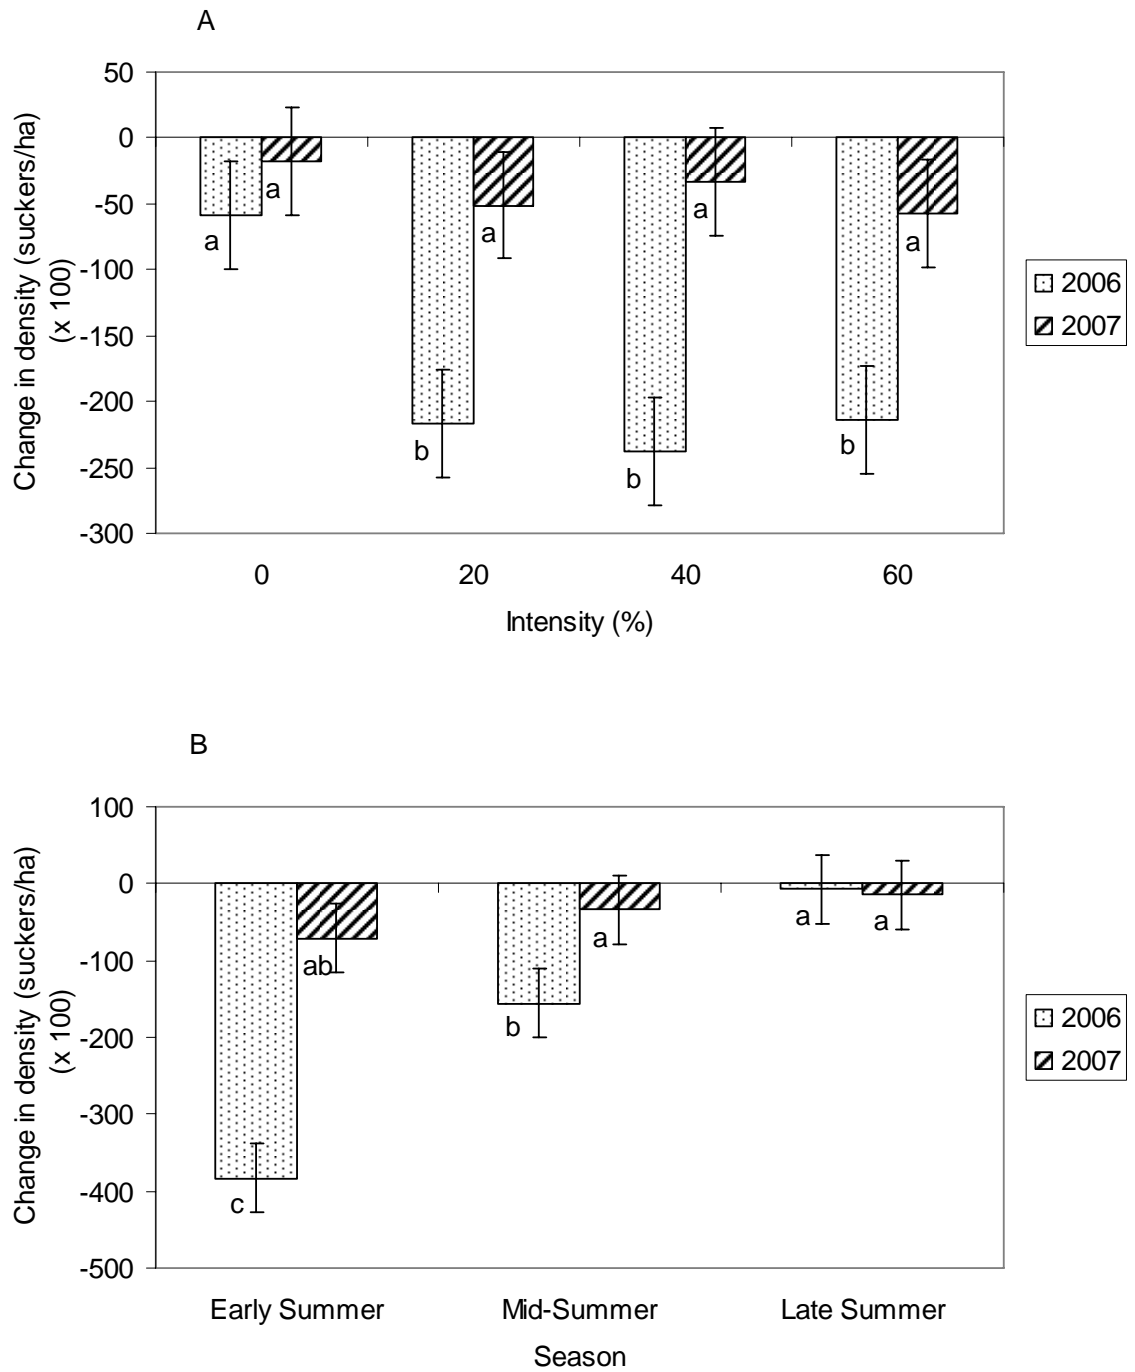 A
50
0
-50
-100
-150
-200
-250
-300
Change in density (suckers/ha)
(x 100)
a
a
b
a
b
a
b
a
0
20
40
60
Intensity (%)
2006
2007
B
100
0
-100
-200
-300
-400
-500
Change in density (suckers/ha)
(x 100)
c
ab
b
a
a
a
Early Summer
Mid-Summer
Late Summer
Season
2006
2007